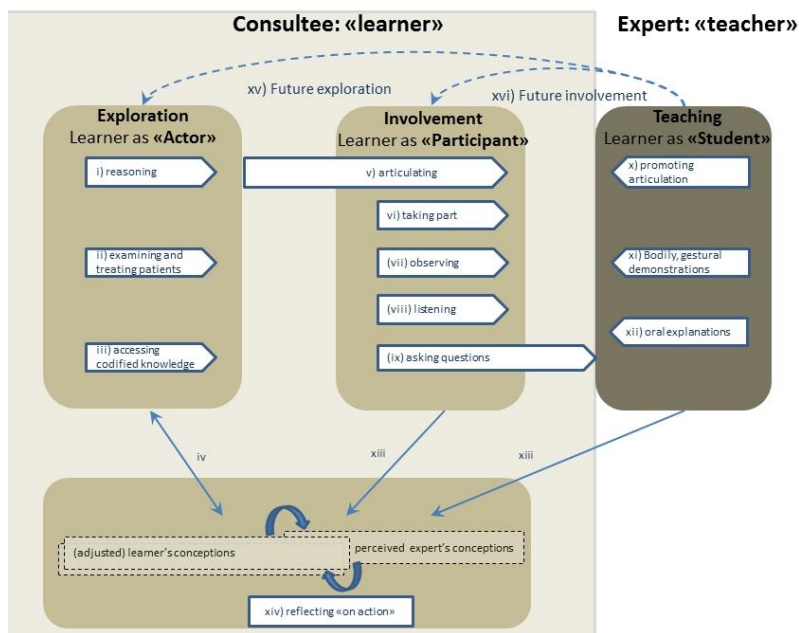 Consultee: «learner»
Expert: «teacher»
xv) Future exploration
xvi) Future involvement
Exploration
Learner as «Actor»
i) reasoning
ii) examining and
treating patients
iii) accessing
codified knowledge
Involvement
Learner as «Participant»
v) articulating
vi) taking part
(vii) observing
(viii) listening
(ix) asking questions
Teaching
Learner as «Student»
x) promoting
articulation
xi) Bodily, gestural
demonstrations
xii) oral explanations
iv
xiii
xiii
(adjusted) learner's conceptions
perceived expert's conceptions
xiv) reflecting «on action»